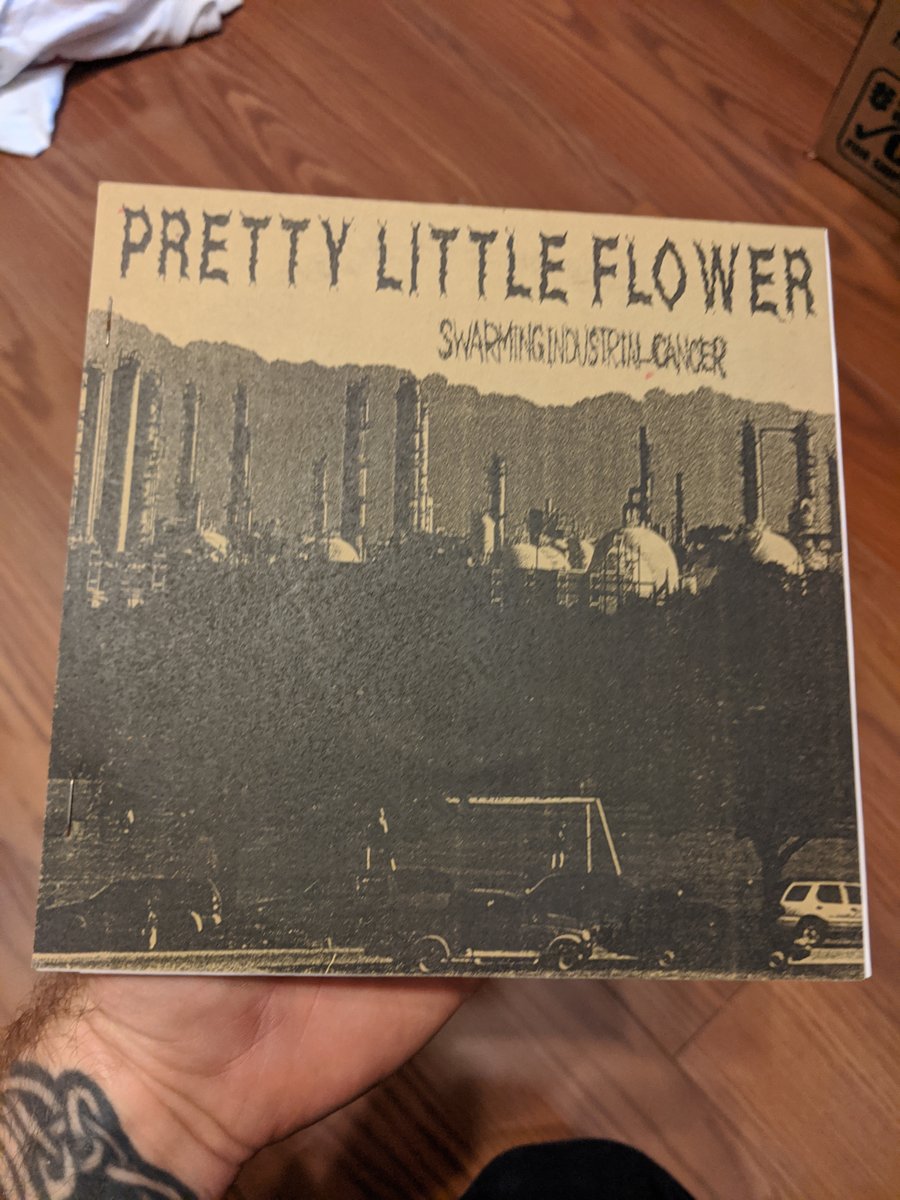 PRETTY LITTLE FLOWER
SWARMING INDUSTRIAL CANCER